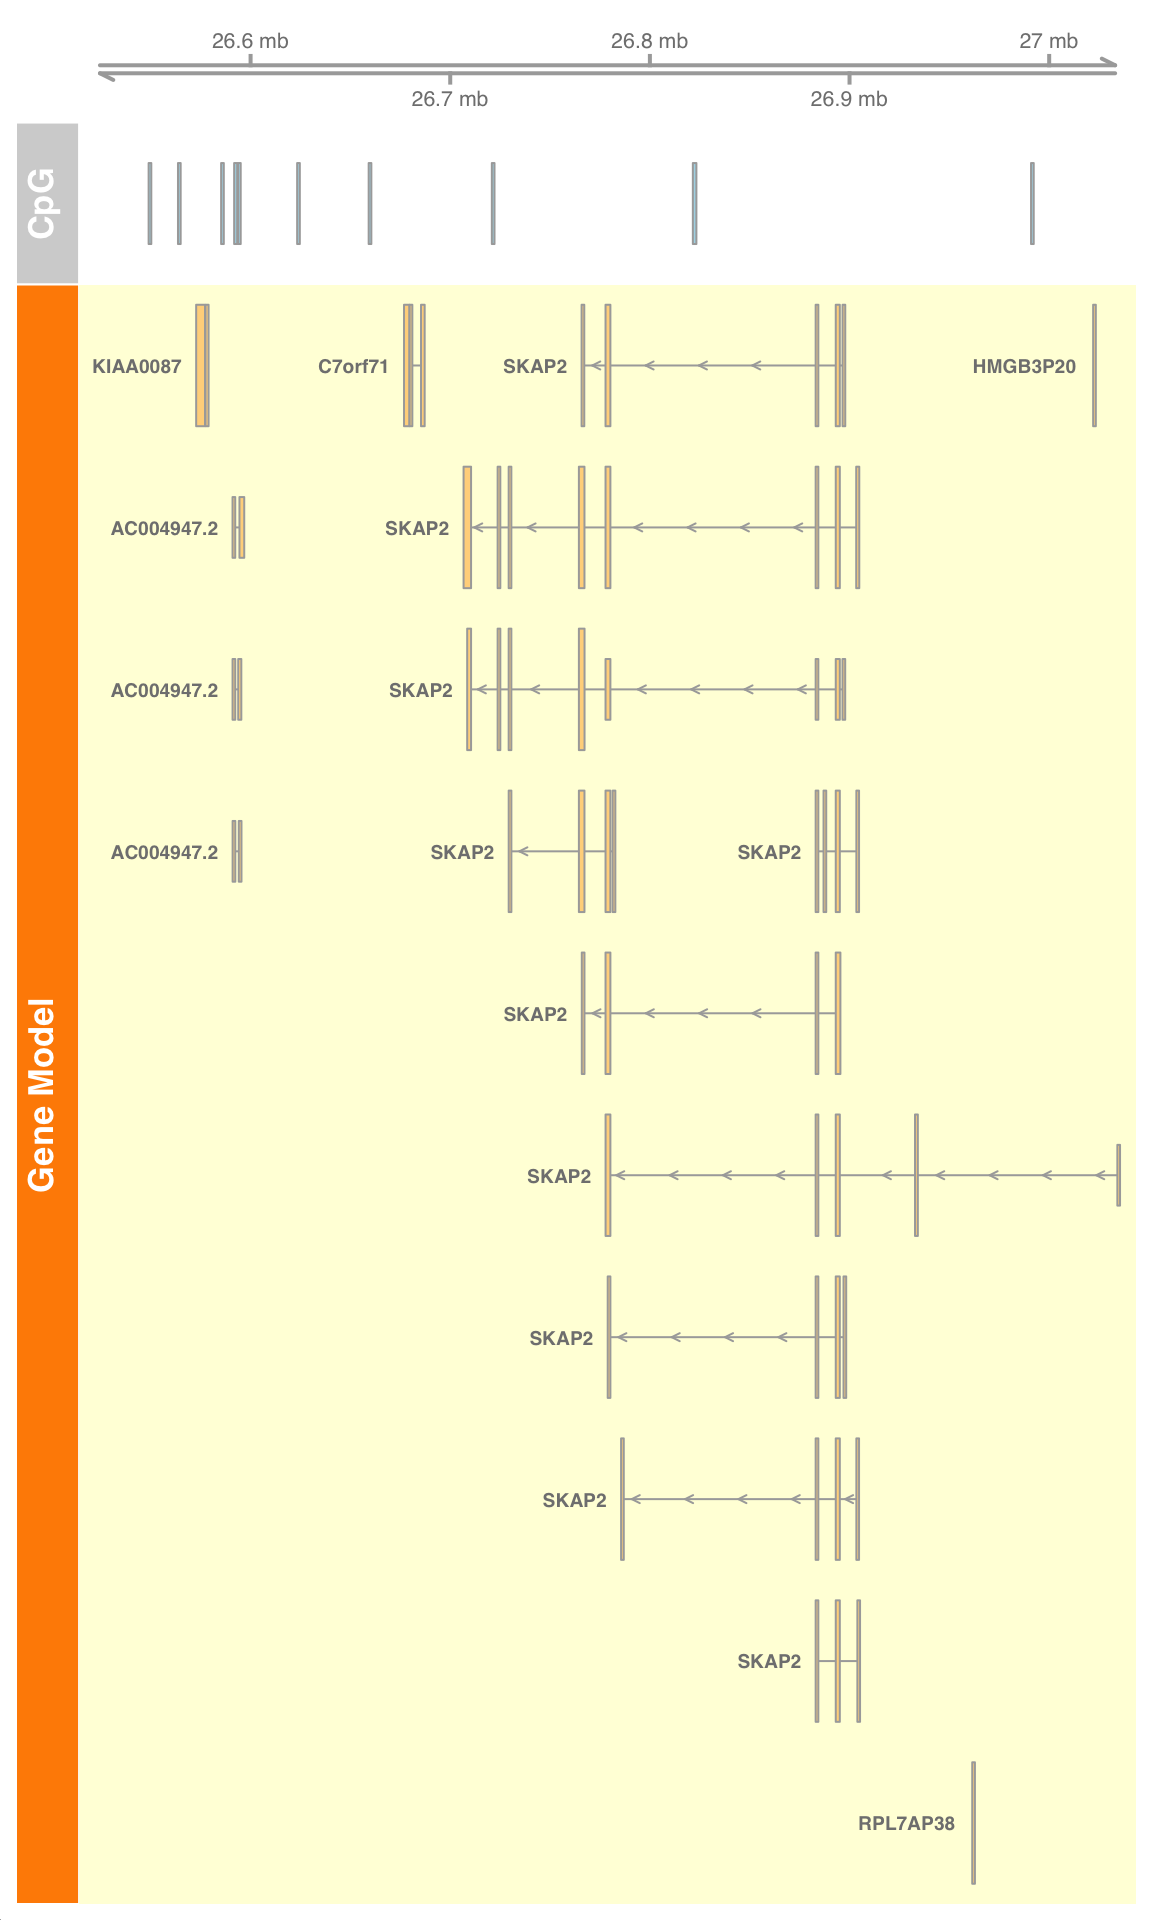 26.6 mb 26.8 mb 27 mb
26.7 mb 26.9 mb
CpG
Gene Model
KIAA0087 C7orf71 SKAP2 HMGB3P20
AC004947.2 SKAP2
AC004947.2 SKAP2
AC004947.2 SKAP2 SKAP2
SKAP2
SKAP2
SKAP2
SKAP2
SKAP2
RPL7AP38